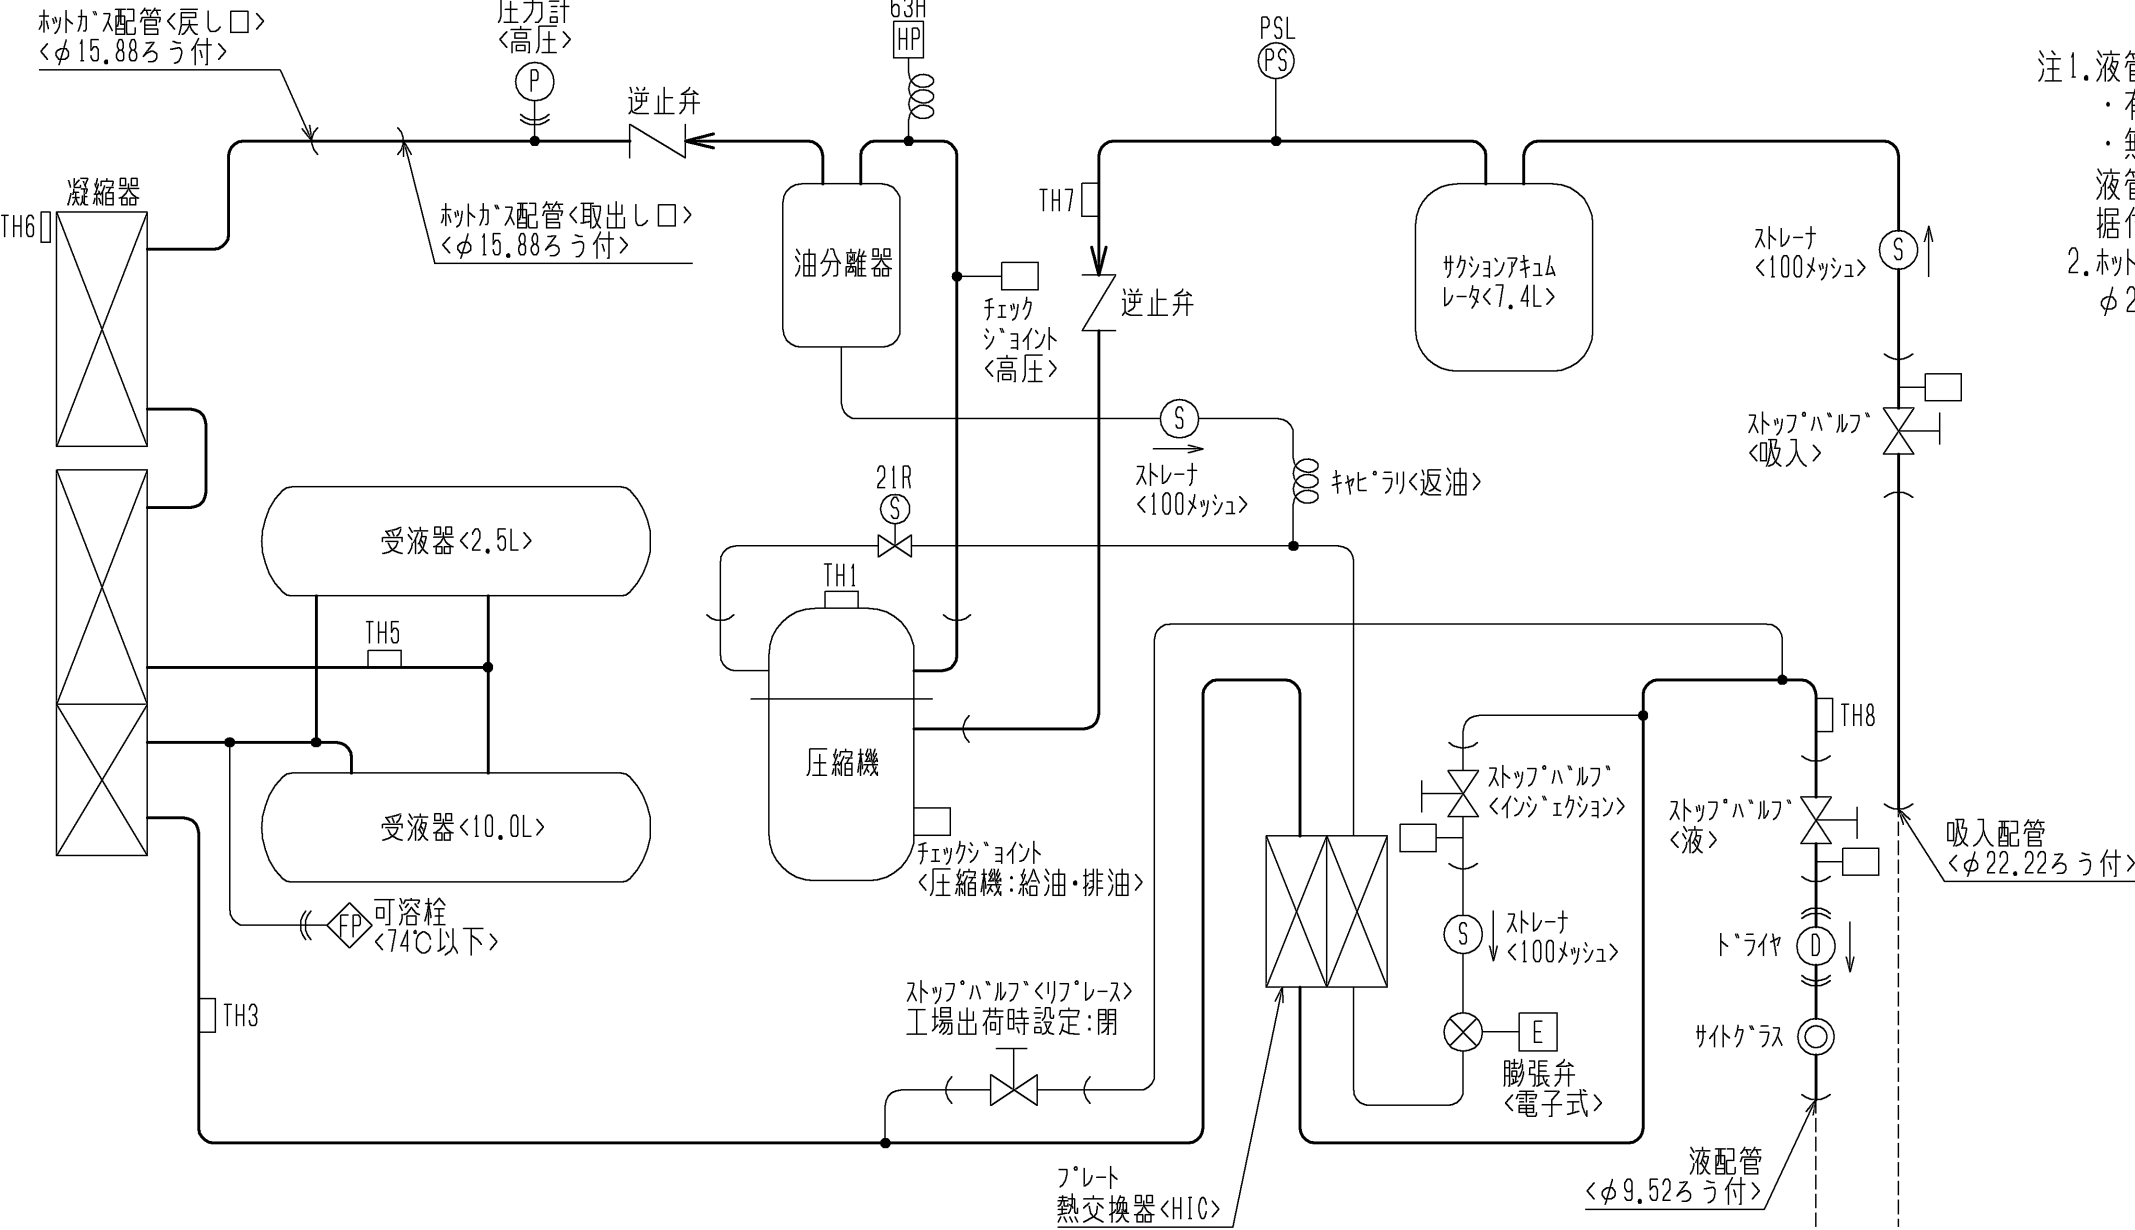 ﾎｯﾄｶﾞｽ配管<戻し口>
<φ15.88ろう付>
圧力計
<高圧>
P
63H
HP
PSL
PS
逆止弁
注1.液管
2.ﾎｯﾄ
φ2
凝縮器
TH6
ﾎｯﾄｶﾞｽ配管<取出し口>
<φ15.88ろう付>
油分離器
TH7
ｻｸｼｮﾝｱｷｭﾑ
ﾚｰﾀ<7.4L>
ｽﾄﾚｰﾅ
<100ﾒｯｼｭ>
S
ﾁｪｯｸ
ｼﾞｮｲﾝﾄ
<高圧>
逆止弁
S
ｽﾄﾚｰﾅ
<100ﾒｯｼｭ>
ｽﾄｯﾌﾟﾊﾞﾙﾌﾞ
<吸入>
21R
S
ｷｬﾋﾟﾗﾘ<返油>
受液器<2.5L>
TH1
TH5
圧縮機
TH8
ｽﾄｯﾌﾟﾊﾞﾙﾌﾞ
<ｲﾝｼﾞｪｸｼｮﾝ>
ｽﾄｯﾌﾟﾊﾞﾙﾌﾞ
<液>
受液器<10.0L>
ﾁｪｯｸｼﾞｮｲﾝﾄ
<圧縮機:給油・排油>
吸入配管
<φ22.22ろう付>
FP
可溶栓
<74℃以下>
S
ｽﾄﾚｰﾅ
<100ﾒｯｼｭ>
ﾄﾞﾗｲﾔ
D
TH3
ｽﾄｯﾌﾟﾊﾞﾙﾌﾞ<ﾘﾌﾟﾚｰｽ>
工場出荷時設定:閉
E
膨張弁
<電子式>
ｻｲﾄｸﾞﾗｽ
ﾌﾟﾚｰﾄ
熱交換器<HIC>
液配管
<φ9.52ろう付>